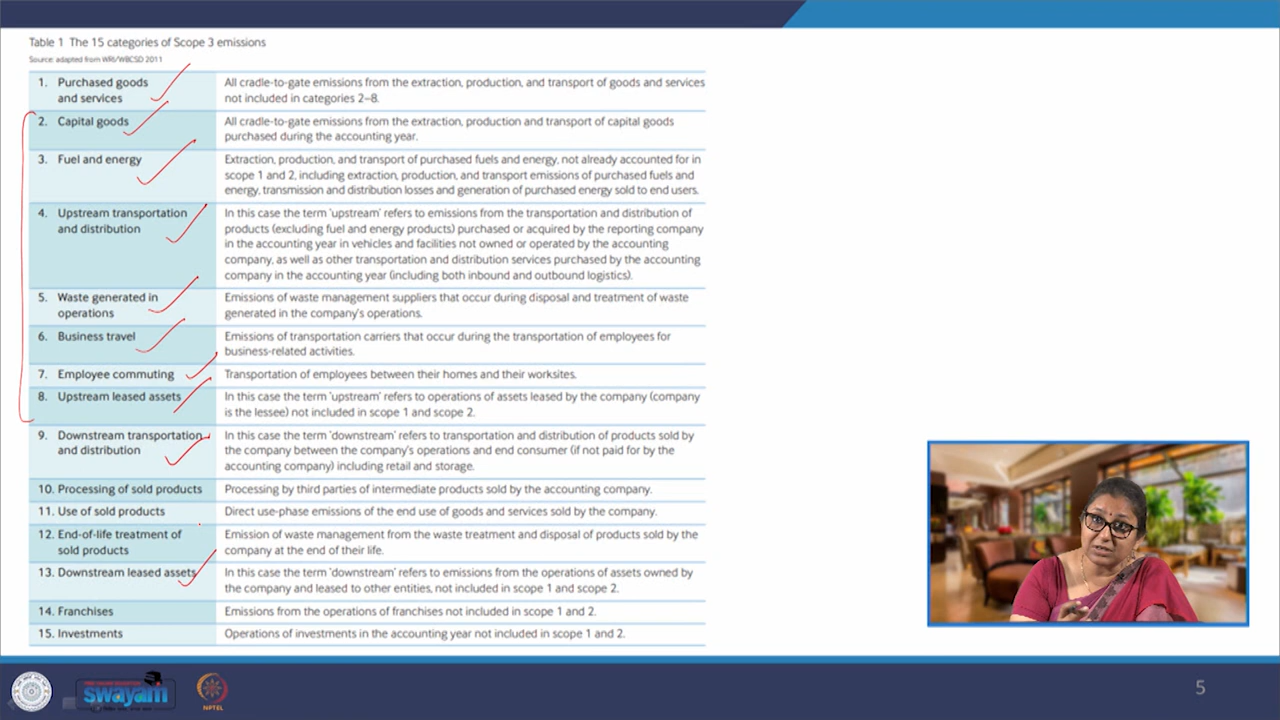 Table 1 The 15 categories of Scope 3 emissions
Source: adapted from WRI/WBCSD 2011
1. Purchased goods
and services
All cradle-to-gate emissions from the extraction, production, and transport of goods and services
not included in categories 2–8.
2. Capital goods
All cradle-to-gate emissions from the extraction, production and transport of capital goods
purchased during the accounting year.
3. Fuel and energy
Extraction, production, and transport of purchased fuels and energy, not already accounted for in
scope 1 and 2, including extraction, production, and transport emissions of purchased fuels and
energy, transmission and distribution losses and generation of purchased energy sold to end users.
4. Upstream transportation
and distribution
In this case the term 'upstream' refers to emissions from the transportation and distribution of
products (excluding fuel and energy products) purchased or acquired by the reporting company
in the accounting year in vehicles and facilities not owned or operated by the accounting
company, as well as other transportation and distribution services purchased by the accounting
company in the accounting year (including both inbound and outbound logistics).
5. Waste generated in
operations
Emissions of waste management suppliers that occur during disposal and treatment of waste
generated in the company's operations.
6. Business travel
Emissions of transportation carriers that occur during the transportation of employees for
business-related activities.
7. Employee commuting
Transportation of employees between their homes and their worksites.
8. Upstream leased assets
In this case the term 'upstream' refers to operations of assets leased by the company (company
is the lessee) not included in scope 1 and scope 2.
9. Downstream transportation
and distribution
In this case the term 'downstream' refers to transportation and distribution of products sold by
the company between the company's operations and end consumer (if not paid for by the
accounting company) including retail and storage.
10. Processing of sold products
Processing by third parties of intermediate products sold by the accounting company.
11. Use of sold products
Direct use-phase emissions of the end use of goods and services sold by the company.
12. End-of-life treatment of
sold products
Emission of waste management from the waste treatment and disposal of products sold by the
company at the end of their life.
13. Downstream leased assets
In this case the term 'downstream' refers to emissions from the operations of assets owned by
the company and leased to other entities, not included in scope 1 and scope 2.
14. Franchises
Emissions from the operations of franchises not included in scope 1 and 2.
15. Investments
Operations of investments in the accounting year not included in scope 1 and 2.
swayam
NPTEL
5